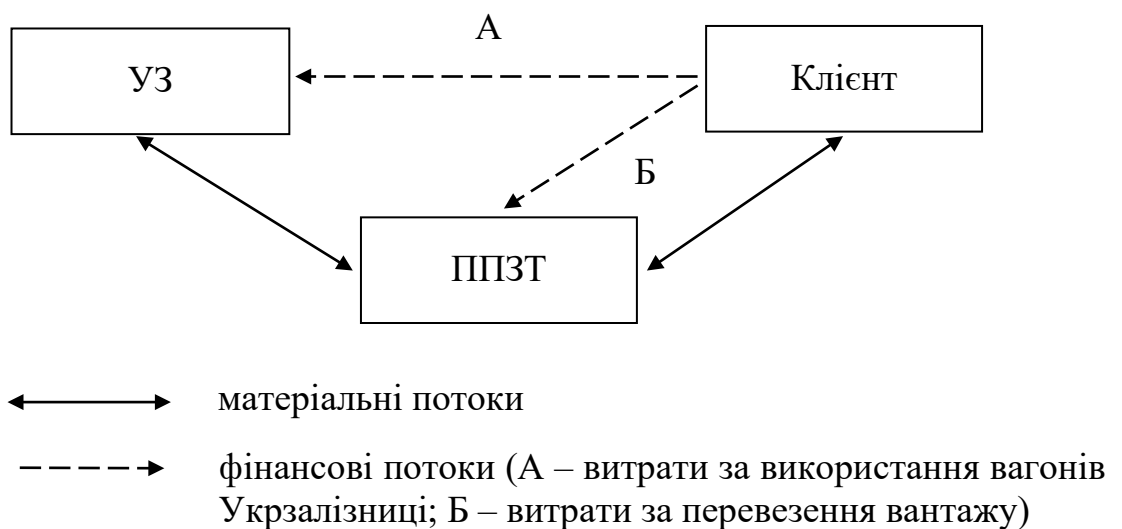 А
УЗ
Клієнт
Б
ППЗТ
матеріальні потоки
фінансові потоки (А – витрати за використання вагонів
Укрзалізниці; Б – витрати за перевезення вантажу)